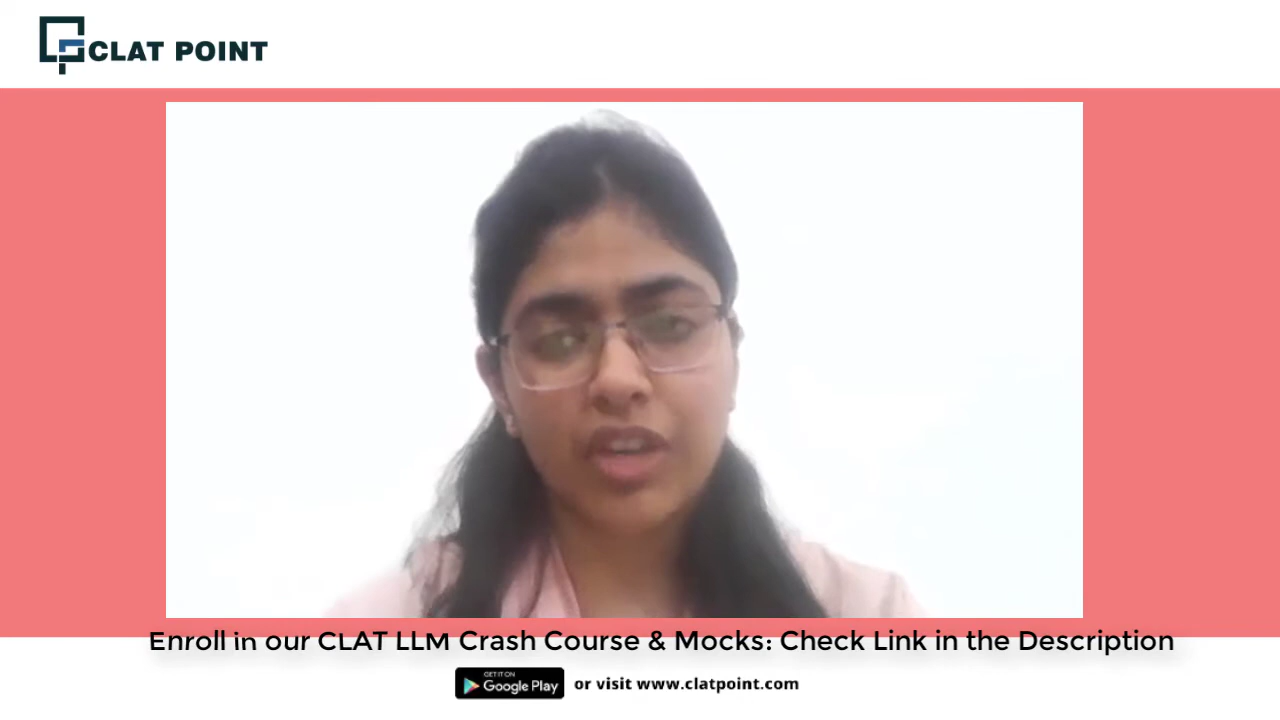 CLAT POINT
Enroll in our CLAT LLM Crash Course & Mocks: Check Link in the Description
GET IT ON
Google Play
or visit www.clatpoint.com